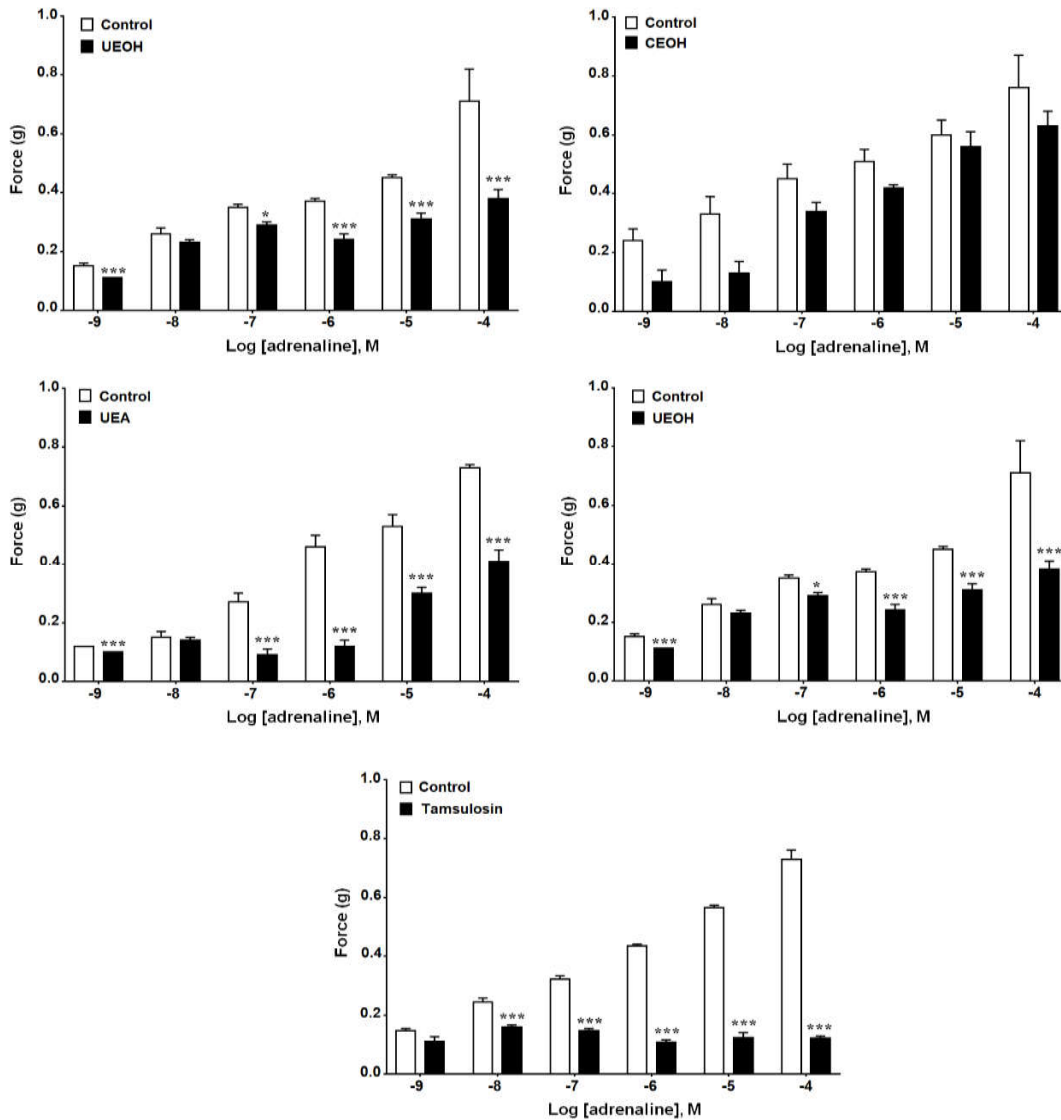 Control
UEOH
1.0
0.8
0.6
0.4
0.2
0.0
Force (g)
***
*
***
***
***
-9 -8 -7 -6 -5 -4
Log [adrenaline], M
Control
CEOH
1.0
0.8
0.6
0.4
0.2
0.0
Force (g)
-9 -8 -7 -6 -5 -4
Log [adrenaline], M
Control
UEA
1.0
0.8
0.6
0.4
0.2
0.0
Force (g)
***
***
***
***
***
-9 -8 -7 -6 -5 -4
Log [adrenaline], M
Control
UEOH
1.0
0.8
0.6
0.4
0.2
0.0
Force (g)
***
*
***
***
***
-9 -8 -7 -6 -5 -4
Log [adrenaline], M
Control
Tamsulosin
1.0
0.8
0.6
0.4
0.2
0.0
Force (g)
***
***
***
***
***
-9 -8 -7 -6 -5 -4
Log [adrenaline], M